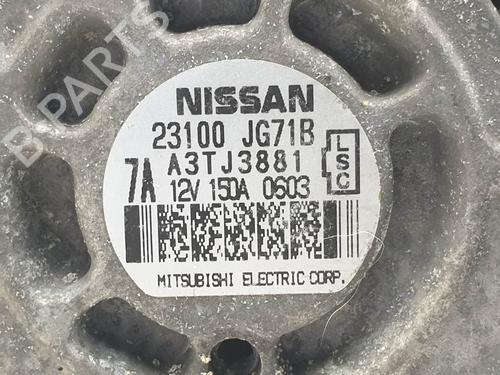 NISSAN
23100 JG71B
7A A3TJ3881
12V 150A 0603
LSC
MITSUBISHI ELECTRIC CORP.
B-PARTS